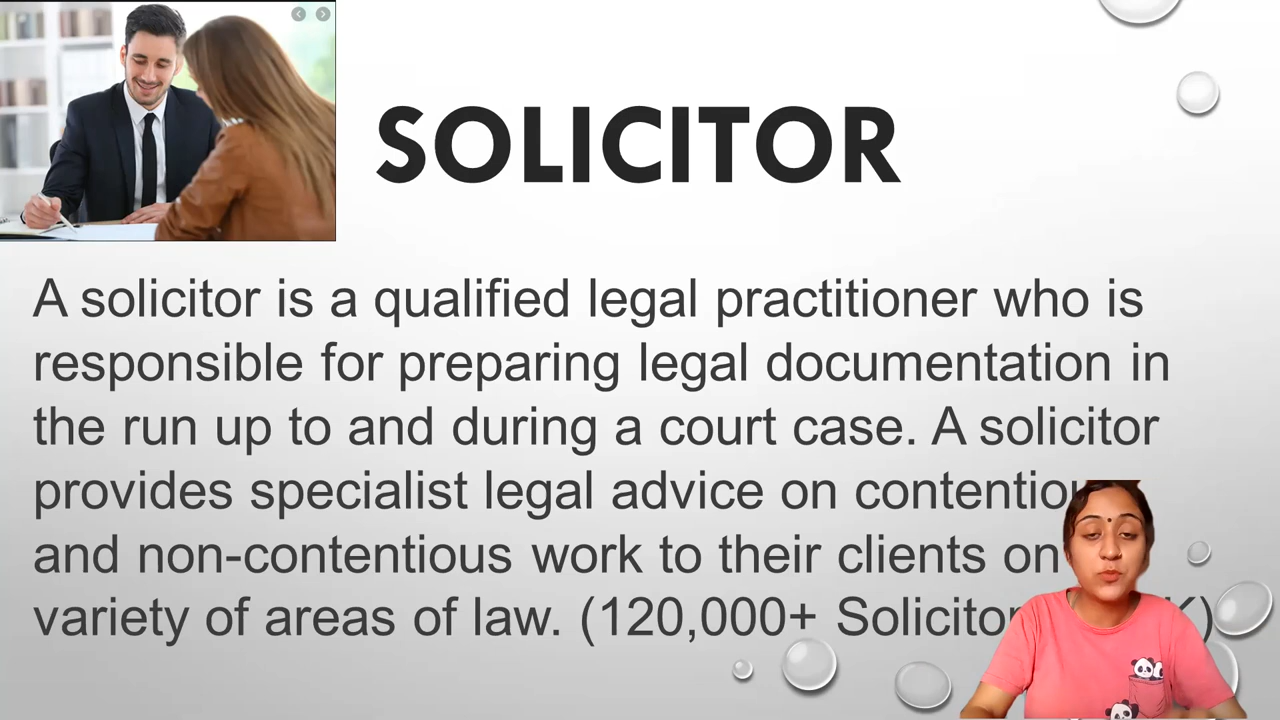 SOLICITOR
A solicitor is a qualified legal practitioner who is
responsible for preparing legal documentation in
the run up to and during a court case. A solicitor
provides specialist legal advice on
and non-contentious work to their clients on
variety of areas of law. (120,000+